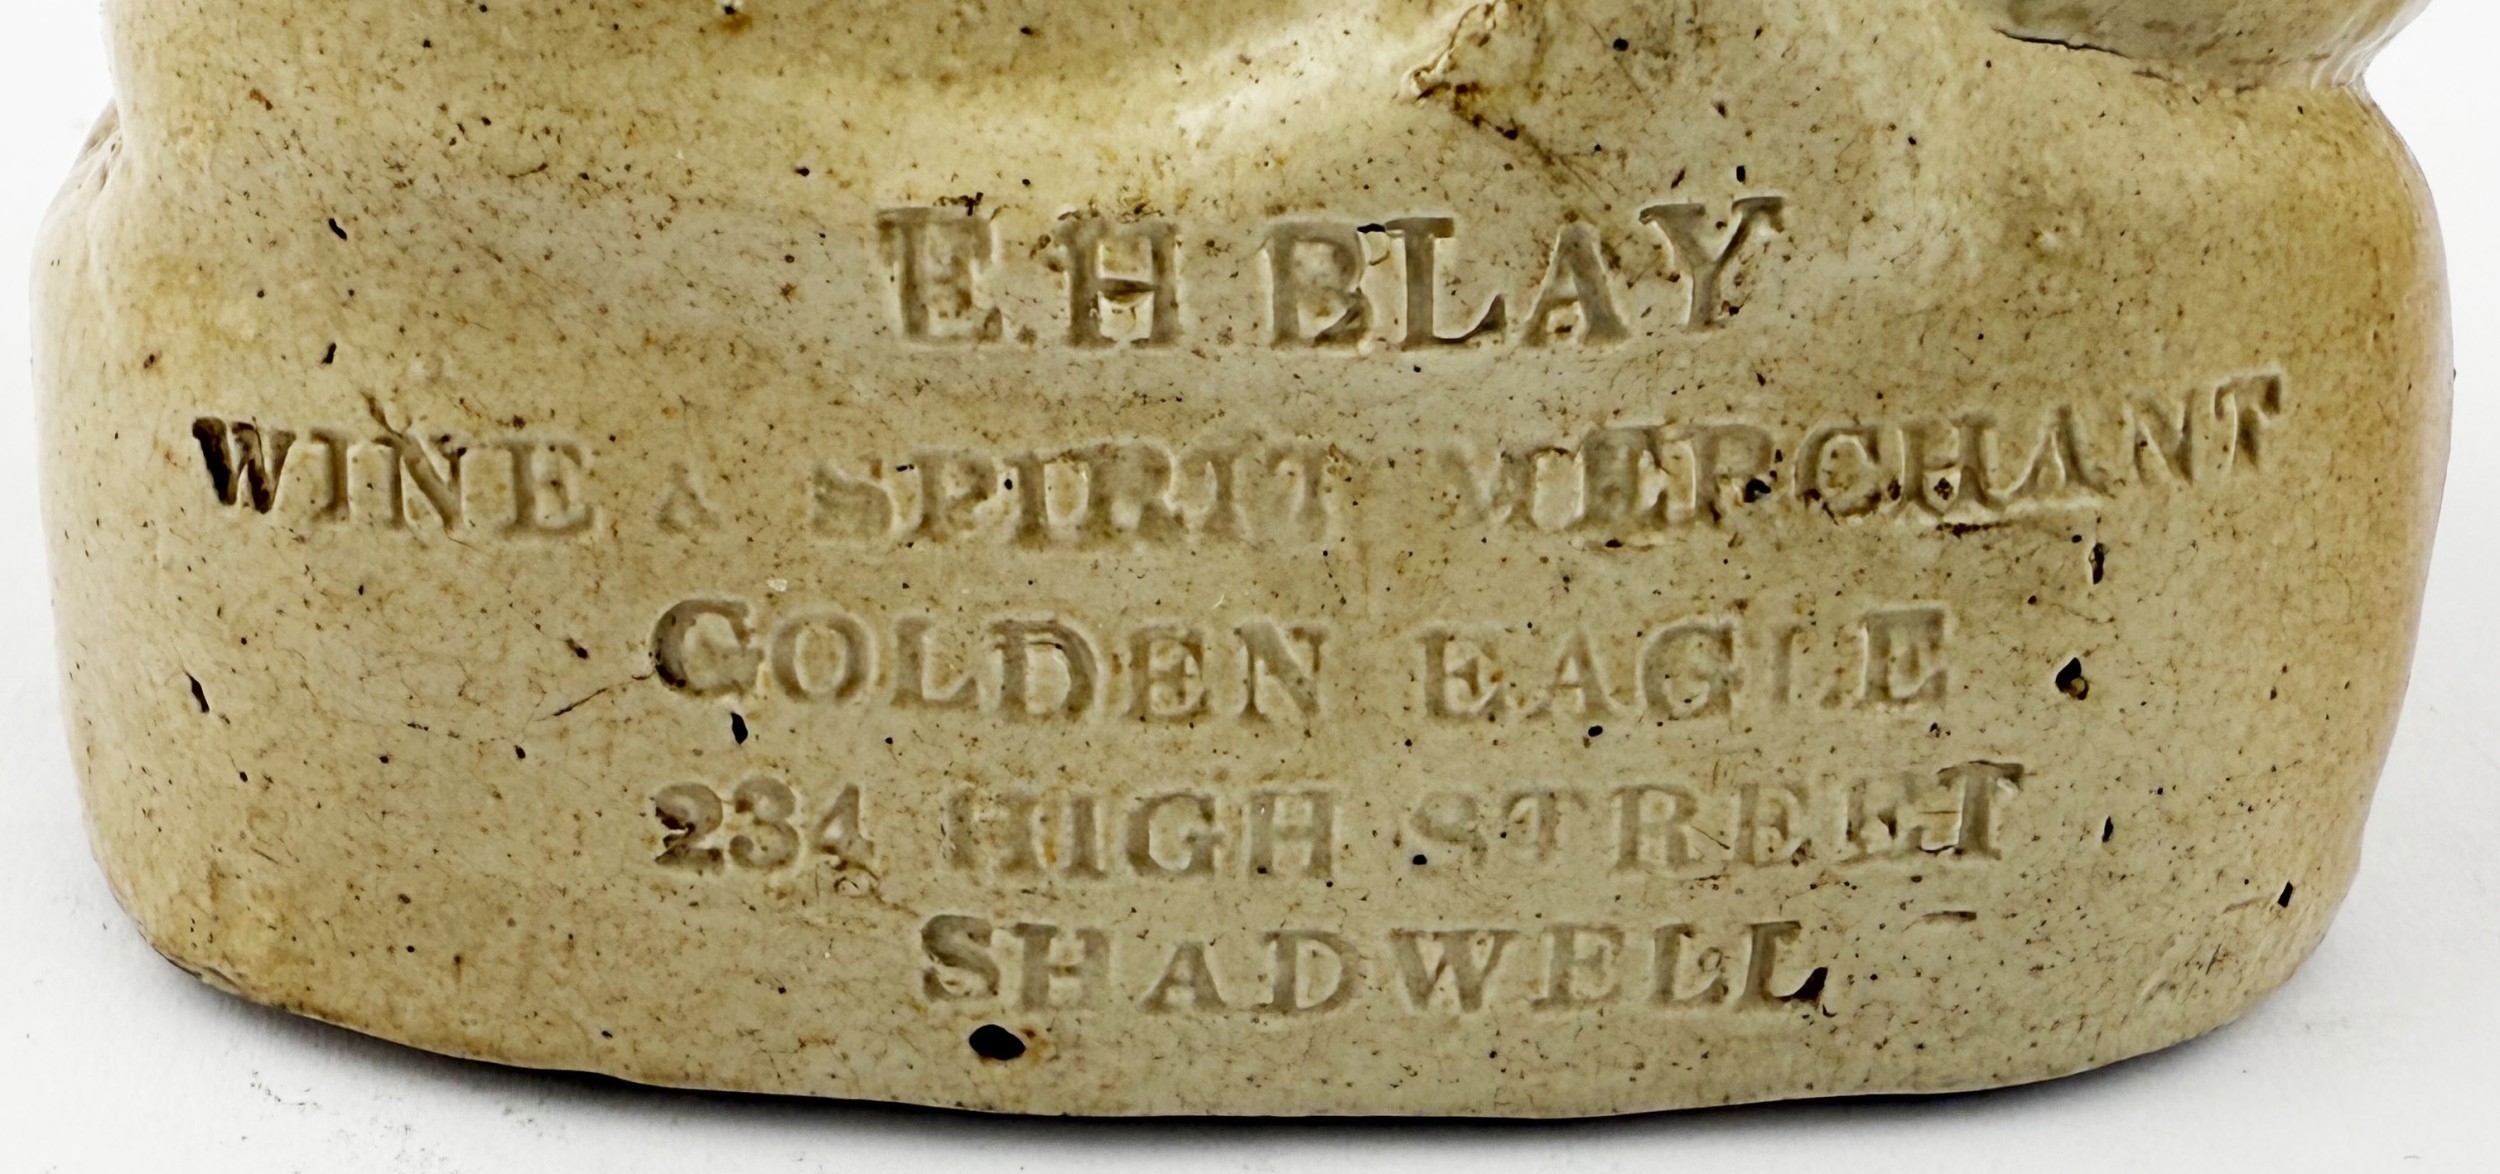 E.H BLAY
WINE & SPIRIT MERCHANT
GOLDEN EAGLE
234 HIGH STREET
SHADWELL